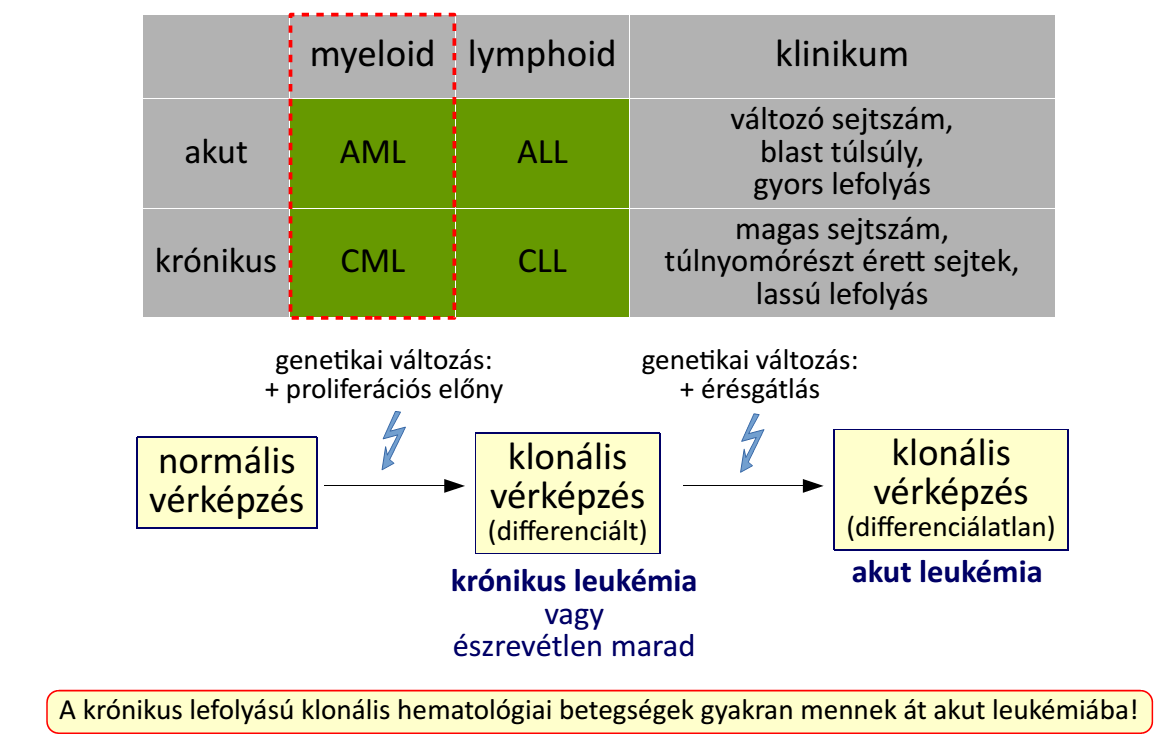 myeloid lymphoid klinikum
akut AML ALL változó sejtszám,
blast túlsúly,
gyors lefolyás
krónikus CML CLL magas sejtszám,
túlnyomórészt érett sejtek,
lassú lefolyás
genetikai változás:
+ proliferációs előny
genetikai változás:
+ érésgátlás
normális
vérképzés
klonális
vérképzés
(differenciált)
krónikus leukémia
vagy
észrevétlen marad
klonális
vérképzés
(differenciálatlan)
akut leukémia
A krónikus lefolyású klonális hematológiai betegségek gyakran mennek át akut leukémiába!